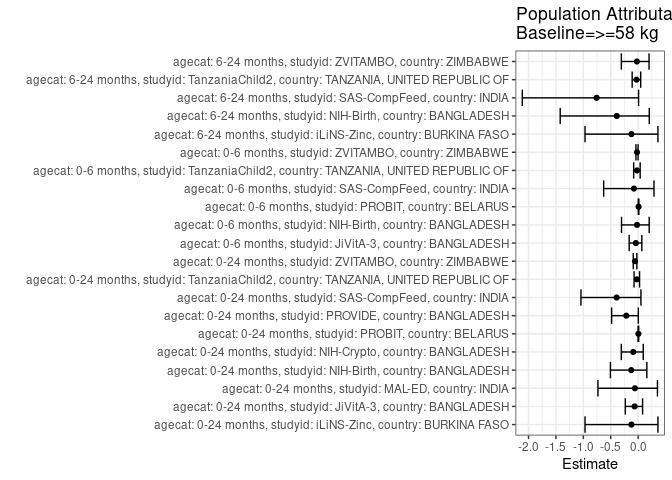 Population Attributa
Baseline=>=58 kg
agecat: 6-24 months, studyid: ZVITAMBO, country: ZIMBABWE
agecat: 6-24 months, studyid: TanzaniaChild2, country: TANZANIA, UNITED REPUBLIC OF
agecat: 6-24 months, studyid: SAS-CompFeed, country: INDIA
agecat: 6-24 months, studyid: NIH-Birth, country: BANGLADESH
agecat: 6-24 months, studyid: iLiNS-Zinc, country: BURKINA FASO
agecat: 0-6 months, studyid: ZVITAMBO, country: ZIMBABWE
agecat: 0-6 months, studyid: TanzaniaChild2, country: TANZANIA, UNITED REPUBLIC OF
agecat: 0-6 months, studyid: SAS-CompFeed, country: INDIA
agecat: 0-6 months, studyid: PROBIT, country: BELARUS
agecat: 0-6 months, studyid: NIH-Birth, country: BANGLADESH
agecat: 0-6 months, studyid: JiVitA-3, country: BANGLADESH
agecat: 0-24 months, studyid: ZVITAMBO, country: ZIMBABWE
agecat: 0-24 months, studyid: TanzaniaChild2, country: TANZANIA, UNITED REPUBLIC OF
agecat: 0-24 months, studyid: SAS-CompFeed, country: INDIA
agecat: 0-24 months, studyid: PROVIDE, country: BANGLADESH
agecat: 0-24 months, studyid: PROBIT, country: BELARUS
agecat: 0-24 months, studyid: NIH-Crypto, country: BANGLADESH
agecat: 0-24 months, studyid: NIH-Birth, country: BANGLADESH
agecat: 0-24 months, studyid: MAL-ED, country: INDIA
agecat: 0-24 months, studyid: JiVitA-3, country: BANGLADESH
agecat: 0-24 months, studyid: iLiNS-Zinc, country: BURKINA FASO
-2.0 -1.5 -1.0 -0.5 0.0
Estimate